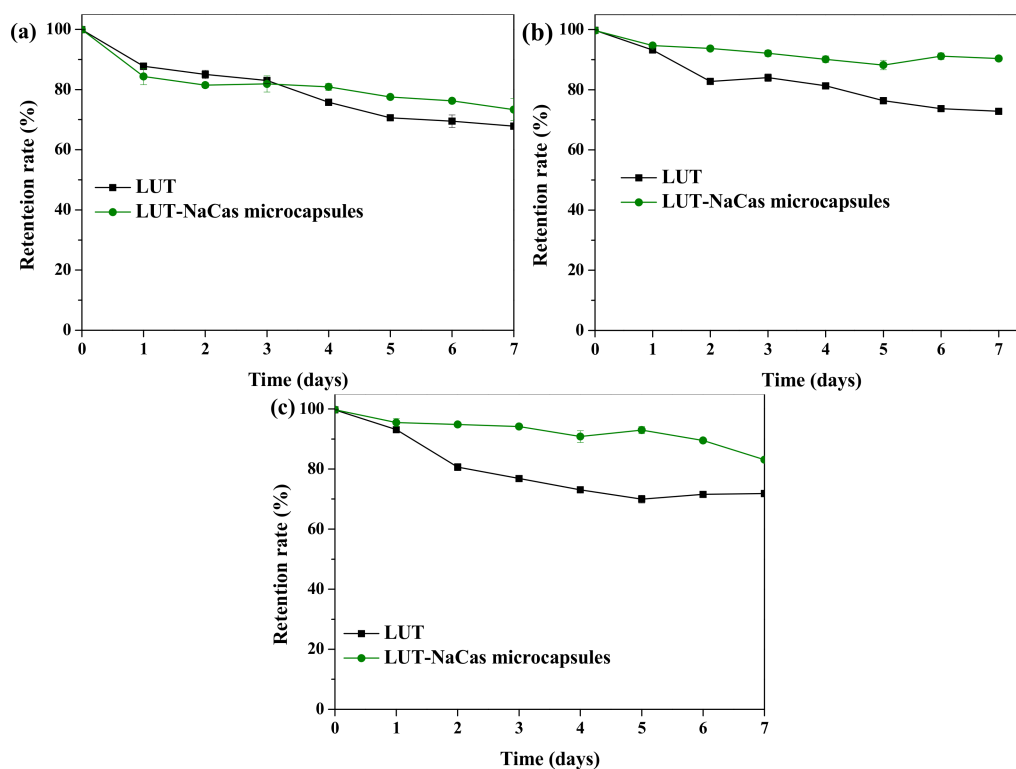 (a)
100
80
60
40
20
0
Retenteion rate (%)
LUT
LUT-NaCas microcapsules
0 1 2 3 4 5 6 7
Time (days)
(b)
100
80
60
40
20
0
Retention rate (%)
LUT
LUT-NaCas microcapsules
0 1 2 3 4 5 6 7
Time (days)
(c)
100
80
60
40
20
0
Retention rate (%)
LUT
LUT-NaCas microcapsules
0 1 2 3 4 5 6 7
Time (days)